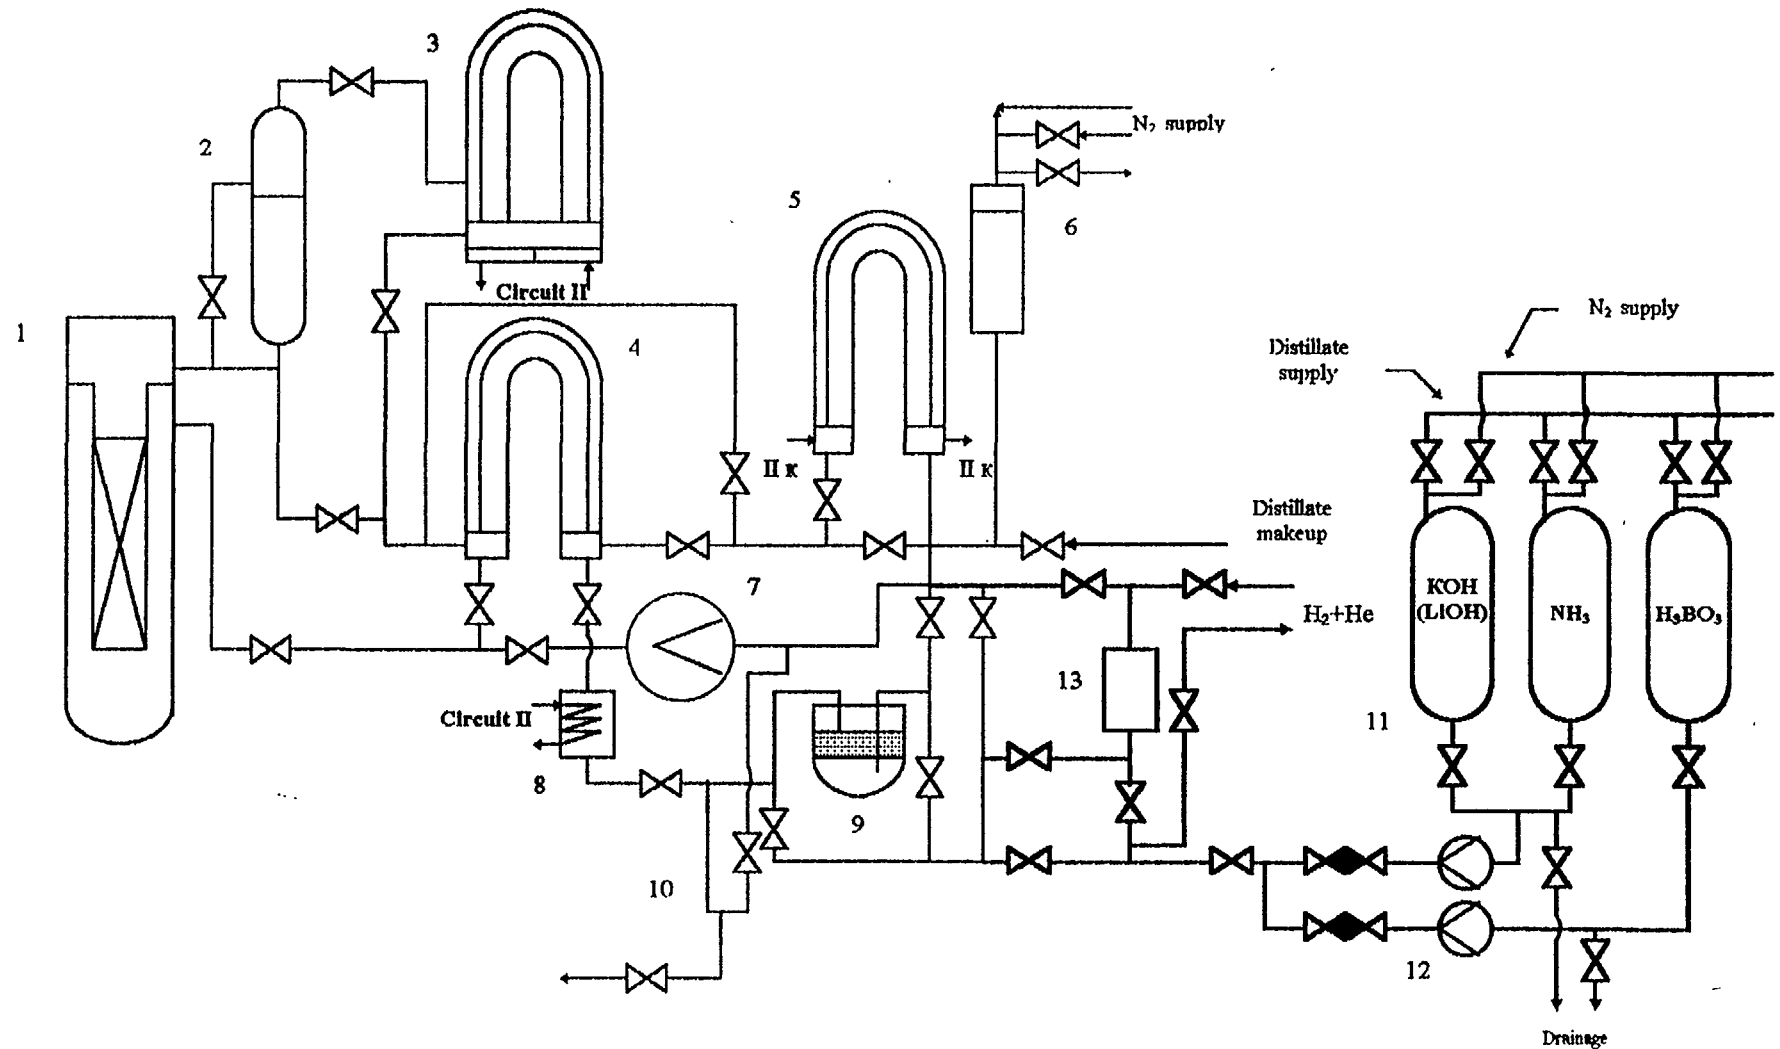 3
N₂ supply
2
5
6
Circuit II
1
4
N₂ supply
Distillate
supply
II к
II к
Distillate
makeup
7
KOH
(LiOH)
NH₃
H₃BO₃
H₂+He
13
Circuit II
11
8
9
10
12
Drainage